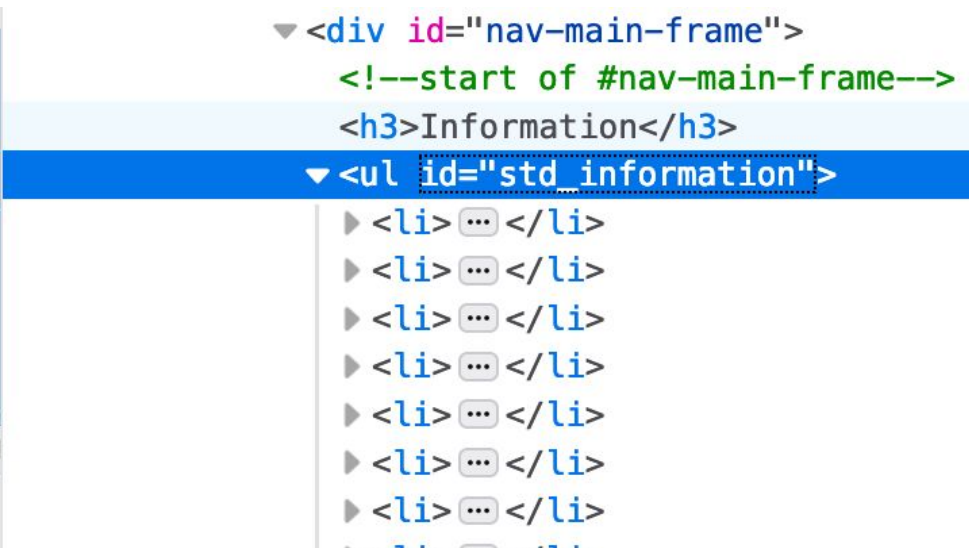 <div id="nav-main-frame">
<!--start of #nav-main-frame-->
<h3>Information</h3>
<ul id="std_information">
<li>…</li>
<li>…</li>
<li>…</li>
<li>…</li>
<li>…</li>
<li>…</li>
<li>…</li>